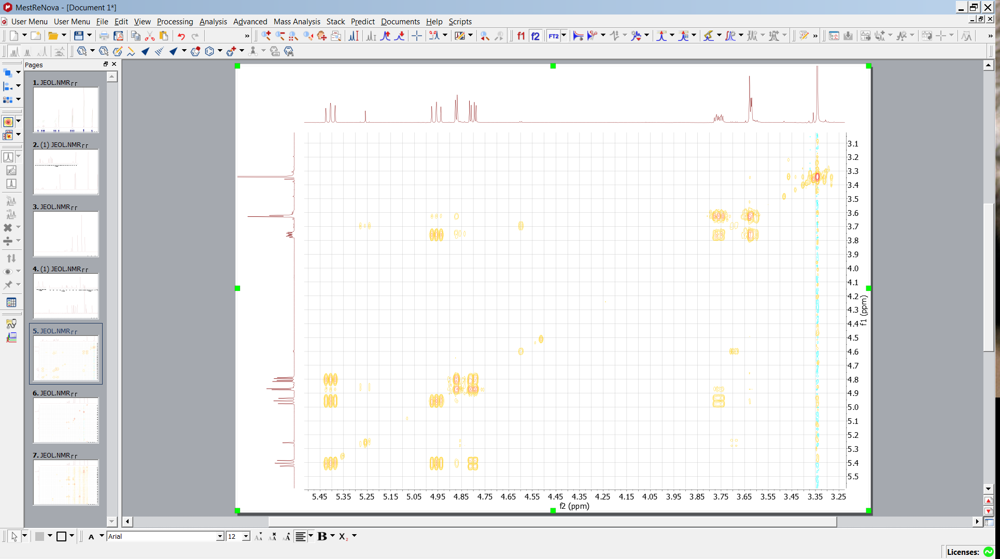 MestReNova - [Document 1*]
User Menu User Menu File Edit View Processing Analysis Advanced Mass Analysis Stack Predict Documents Help Scripts
f1 f2 FT2
Pages
1. JEOL.NMR
2. (1) JEOL.NMR
3. JEOL.NMR
4. (1) JEOL.NMR
5. JEOL.NMR
6. JEOL.NMR
7. JEOL.NMR
3.1
3.2
3.3
3.4
3.5
3.6
3.7
3.8
3.9
4.0
4.1
4.2
4.3
4.4
4.5
4.6
4.7
4.8
4.9
5.0
5.1
5.2
5.3
5.4
5.5
f1 (ppm)
5.45 5.35 5.25 5.15 5.05 4.95 4.85 4.75 4.65 4.55 4.45 4.35 4.25 4.15 4.05 3.95 3.85 3.75 3.65 3.55 3.45 3.35 3.25
f2 (ppm)
A Arial 12 B X2
Licenses: